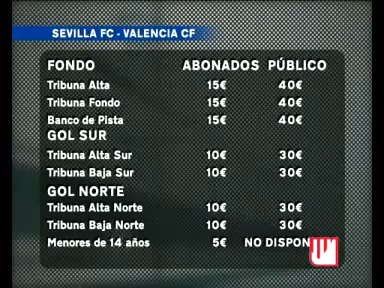 SEVILLA FC - VALENCIA CF
FONDO ABONADOS PÚBLICO
Tribuna Alta 15€ 40€
Tribuna Fondo 15€ 40€
Banco de Pista 15€ 40€
GOL SUR
Tribuna Alta Sur 10€ 30€
Tribuna Baja Sur 10€ 30€
GOL NORTE
Tribuna Alta Norte 10€ 30€
Tribuna Baja Norte 10€ 30€
Menores de 14 años 5€ NO DISPON